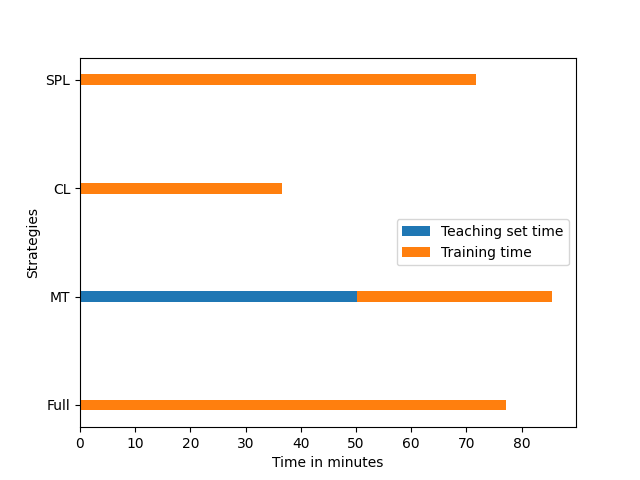 SPL
CL
MT
Full
Strategies
Teaching set time
Training time
0 10 20 30 40 50 60 70 80
Time in minutes